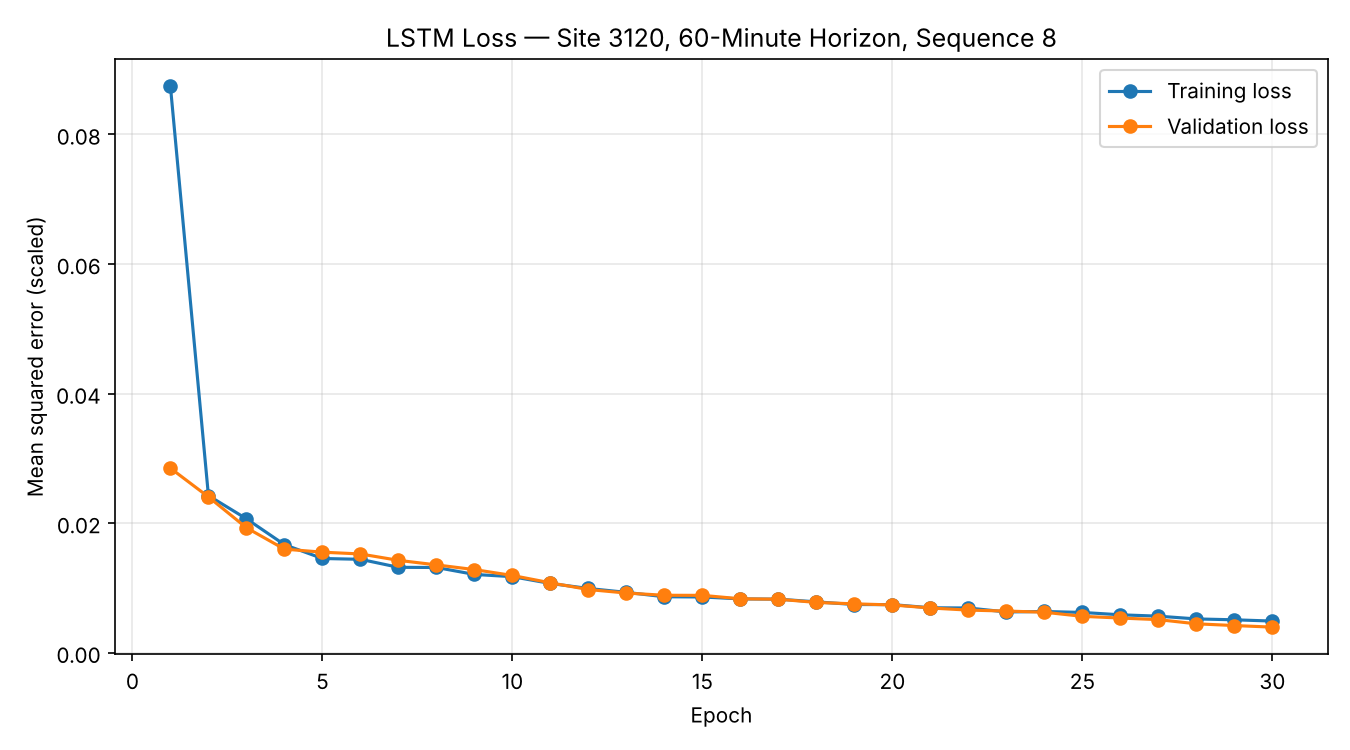 LSTM Loss — Site 3120, 60-Minute Horizon, Sequence 8
Training loss
Validation loss
Mean squared error (scaled)
0.08
0.06
0.04
0.02
0.00
0 5 10 15 20 25 30
Epoch